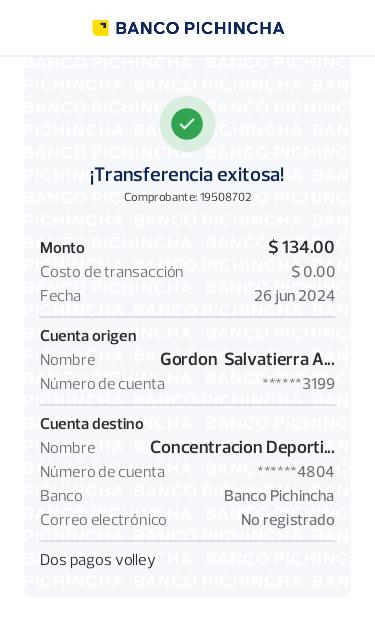 BANCO PICHINCHA
¡Transferencia exitosa!
Comprobante: 19508702
Monto $ 134.00
Costo de transacción $ 0.00
Fecha 26 jun 2024
Cuenta origen
Nombre Gordon Salvatierra A...
Número de cuenta ******3199
Cuenta destino
Nombre Concentracion Deporti...
Número de cuenta ******4804
Banco Banco Pichincha
Correo electrónico No registrado
Dos pagos volley